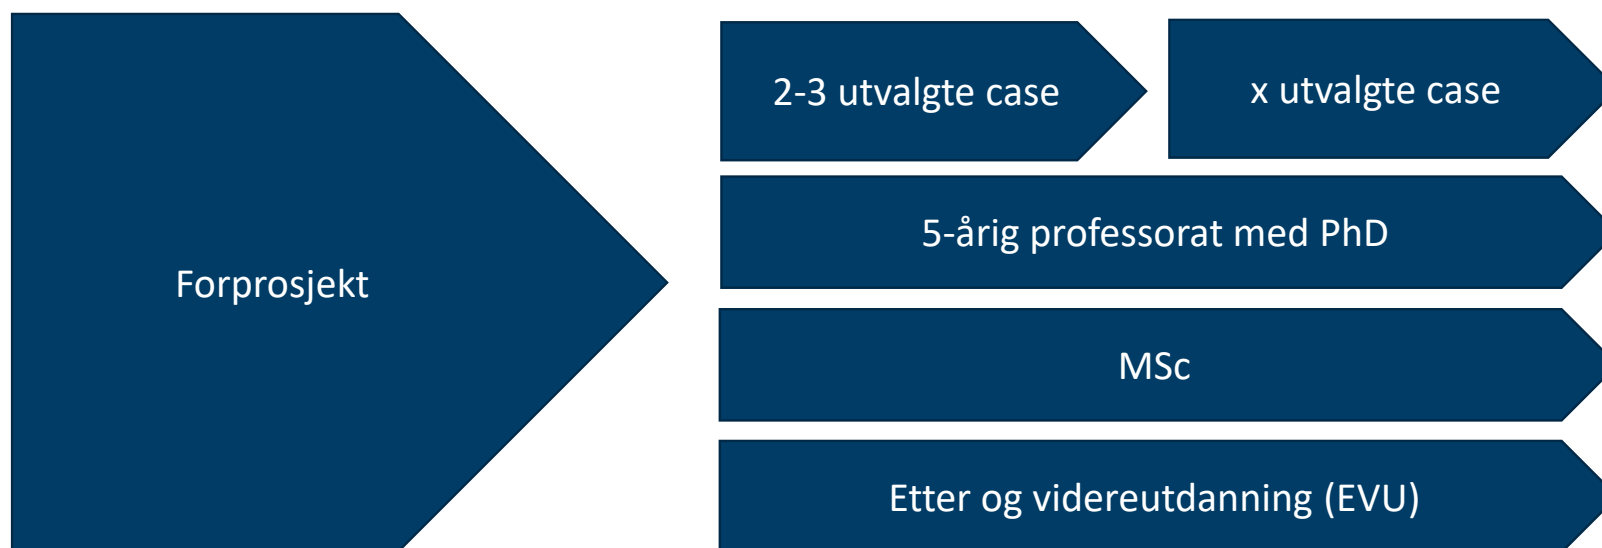 Forprosjekt
2-3 utvalgte case
x utvalgte case
5-årig professorat med PhD
MSc
Etter og videreutdanning (EVU)